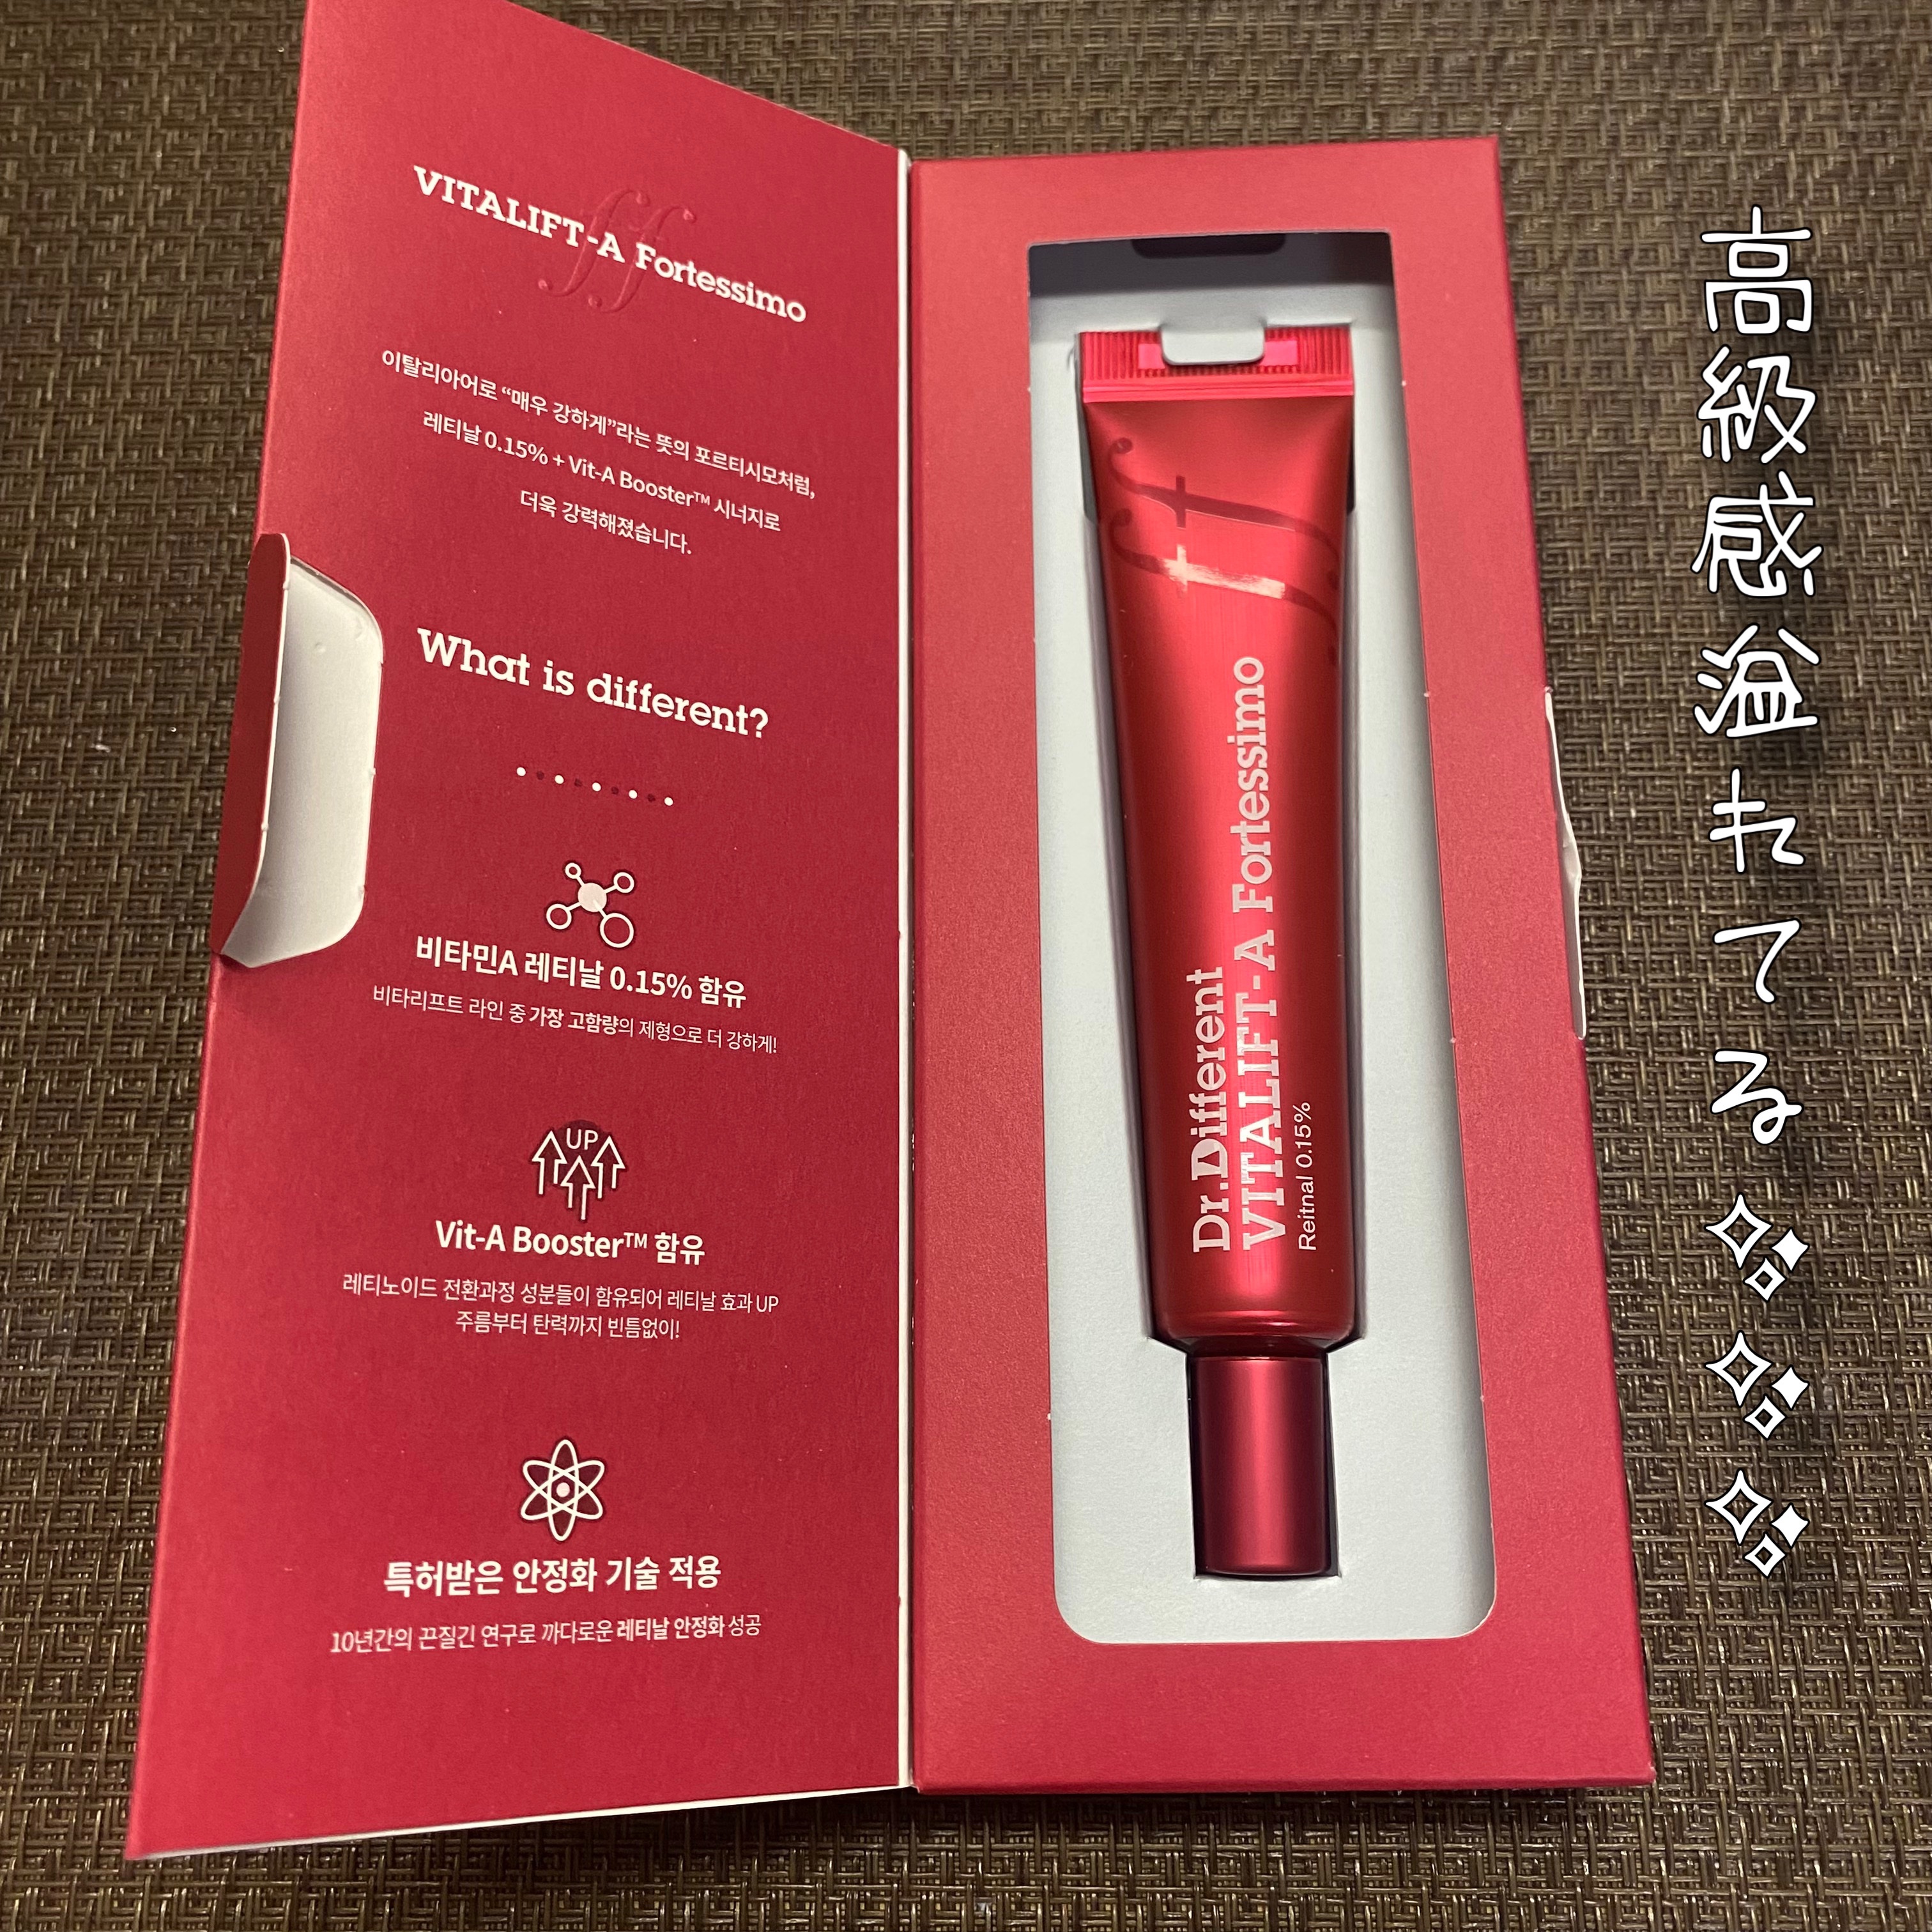 VITALIFT-A Fortessimo
ff
이탈리아어로 “매우 강하게”라는 뜻의 포르티시모처럼,
레티날 0.15% + Vit-A Booster™ 시너지로
더욱 강력해졌습니다.
What is different?
비타민A 레티날 0.15% 함유
비타리프트 라인 중 가장 고함량의 제형으로 더 강하게!
UP
Vit-A Booster™ 함유
레티노이드 전환과정 성분들이 함유되어 레티날 효과 UP
주름부터 탄력까지 빈틈없이!
특허받은 안정화 기술 적용
10년간의 끈질긴 연구로 까다로운 레티날 안정화 성공
ff
Dr.Different
VITALIFT-A Fortessimo
Reitnal 0.15%
高級感溢れてる